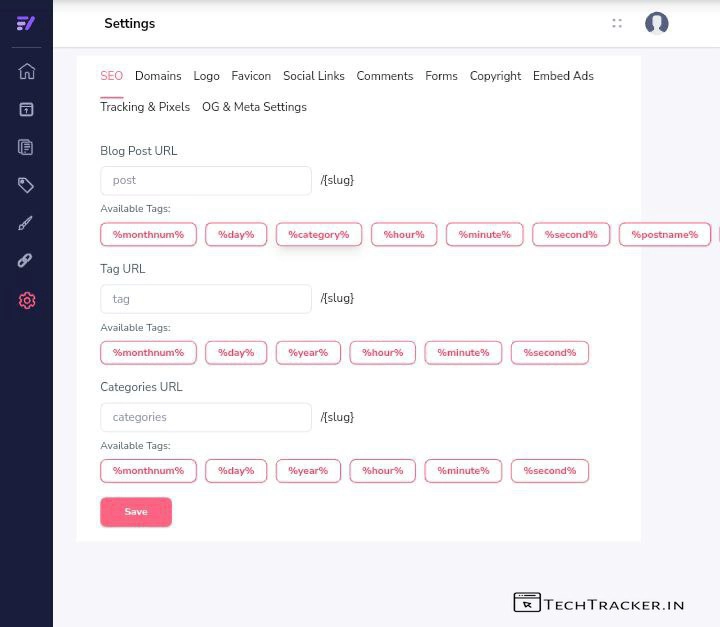 Settings
SEO Domains Logo Favicon Social Links Comments Forms Copyright Embed Ads
Tracking & Pixels OG & Meta Settings
Blog Post URL
post /{slug}
Available Tags:
%monthnum% %day% %category% %hour% %minute% %second% %postname%
Tag URL
tag /{slug}
Available Tags:
%monthnum% %day% %year% %hour% %minute% %second%
Categories URL
categories /{slug}
Available Tags:
%monthnum% %day% %year% %hour% %minute% %second%
Save
TECHTRACKER.IN